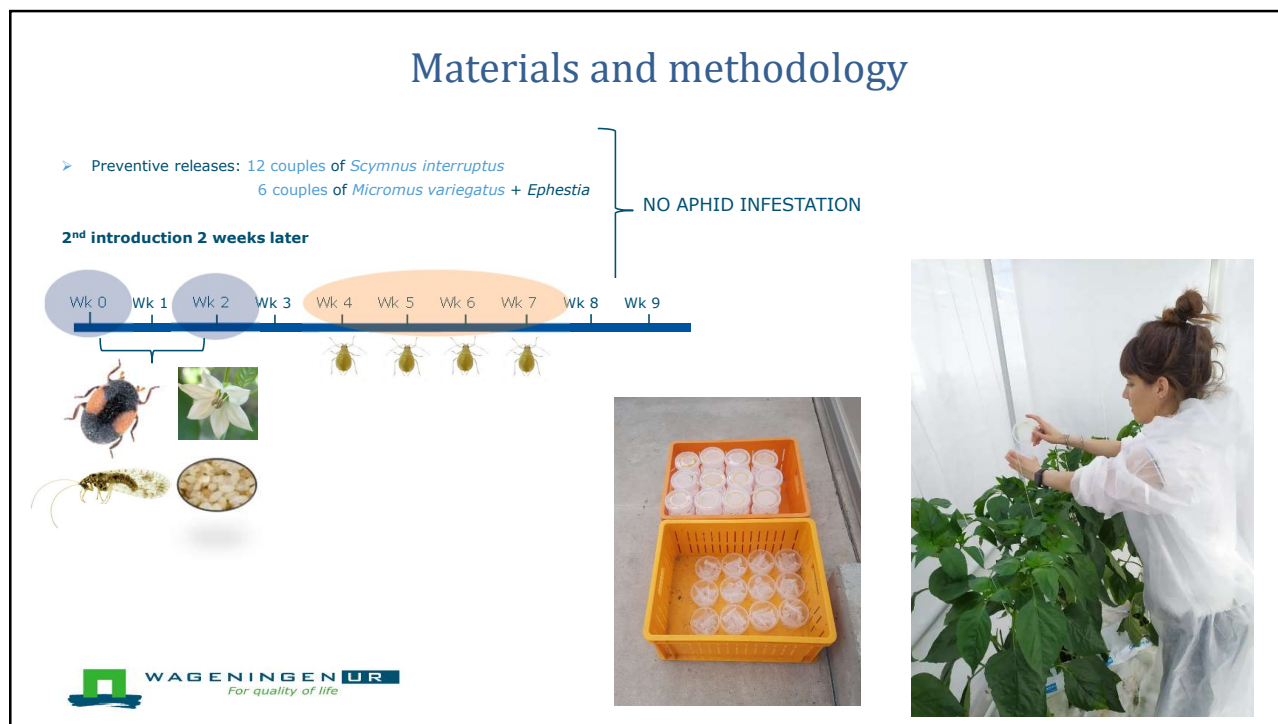 Materials and methodology
➢ Preventive releases: 12 couples of Scymnus interruptus
6 couples of Micromus variegatus + Ephestia
NO APHID INFESTATION
2nd introduction 2 weeks later
Wk 0 Wk 1 Wk 2 Wk 3 Wk 4 Wk 5 Wk 6 Wk 7 Wk 8 Wk 9
WAGENINGEN UR
For quality of life